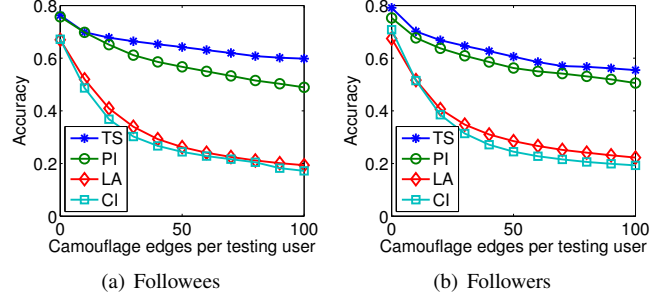 0.8
0.6
0.4
0.2
0
Accuracy
TS
PI
LA
CI
0 50 100
Camouflage edges per testing user
(a) Followees
0.8
0.6
0.4
0.2
0
Accuracy
TS
PI
LA
CI
0 50 100
Camouflage edges per testing user
(b) Followers